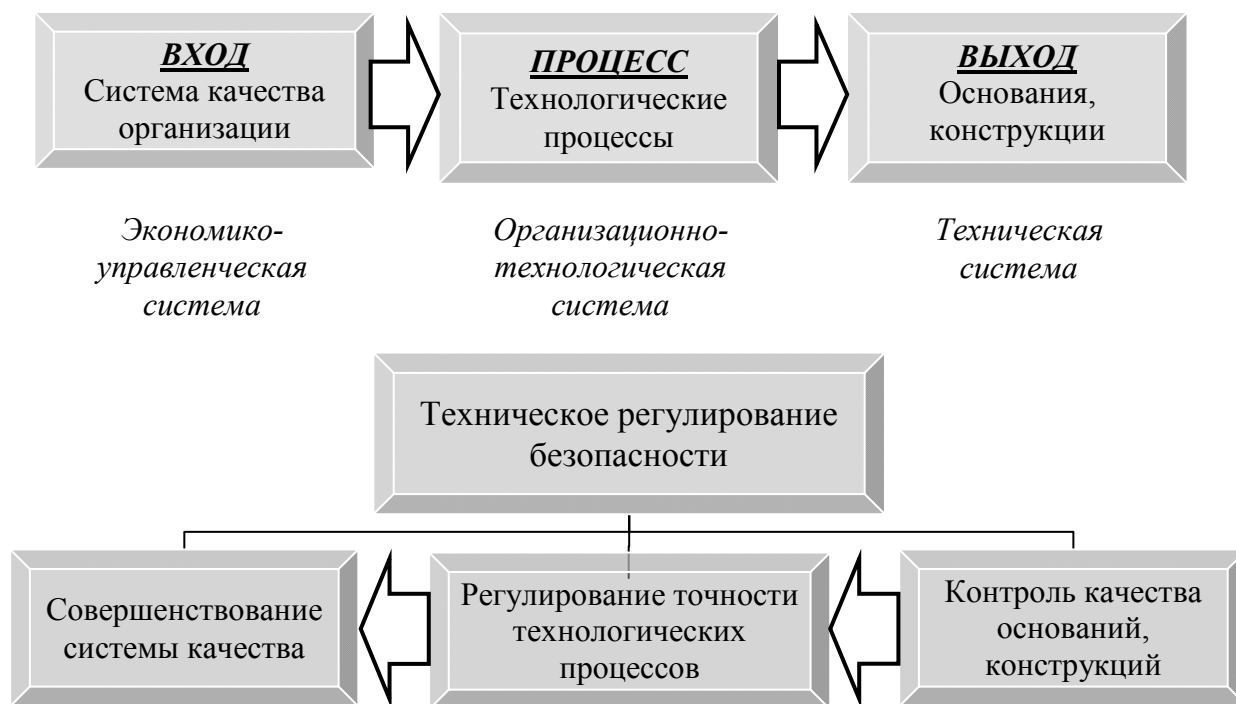 ВХОД
Система качества
организации
ПРОЦЕСС
Технологические
процессы
ВЫХОД
Основания,
конструкции
Экономико-
управленческая
система
Организационно-
технологическая
система
Техническая
система
Техническое регулирование
безопасности
Совершенствование
системы качества
Регулирование точности
технологических
процессов
Контроль качества
оснований,
конструкций